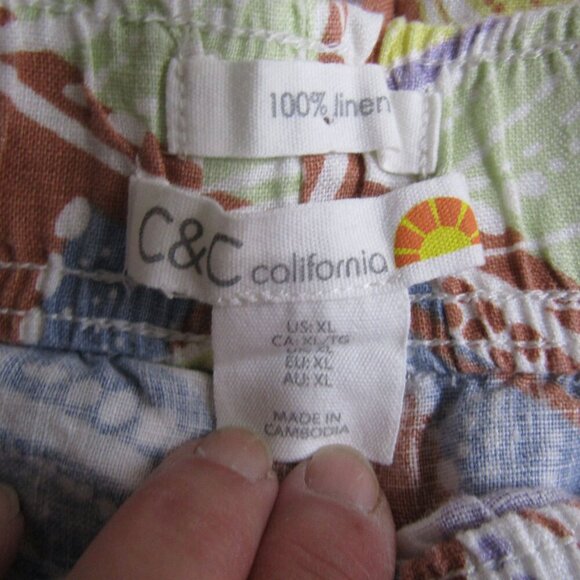 100% linen
C&C california
US: XL
CA: XL/TG
EU: XL
AU: XL
MADE IN
CAMBODIA